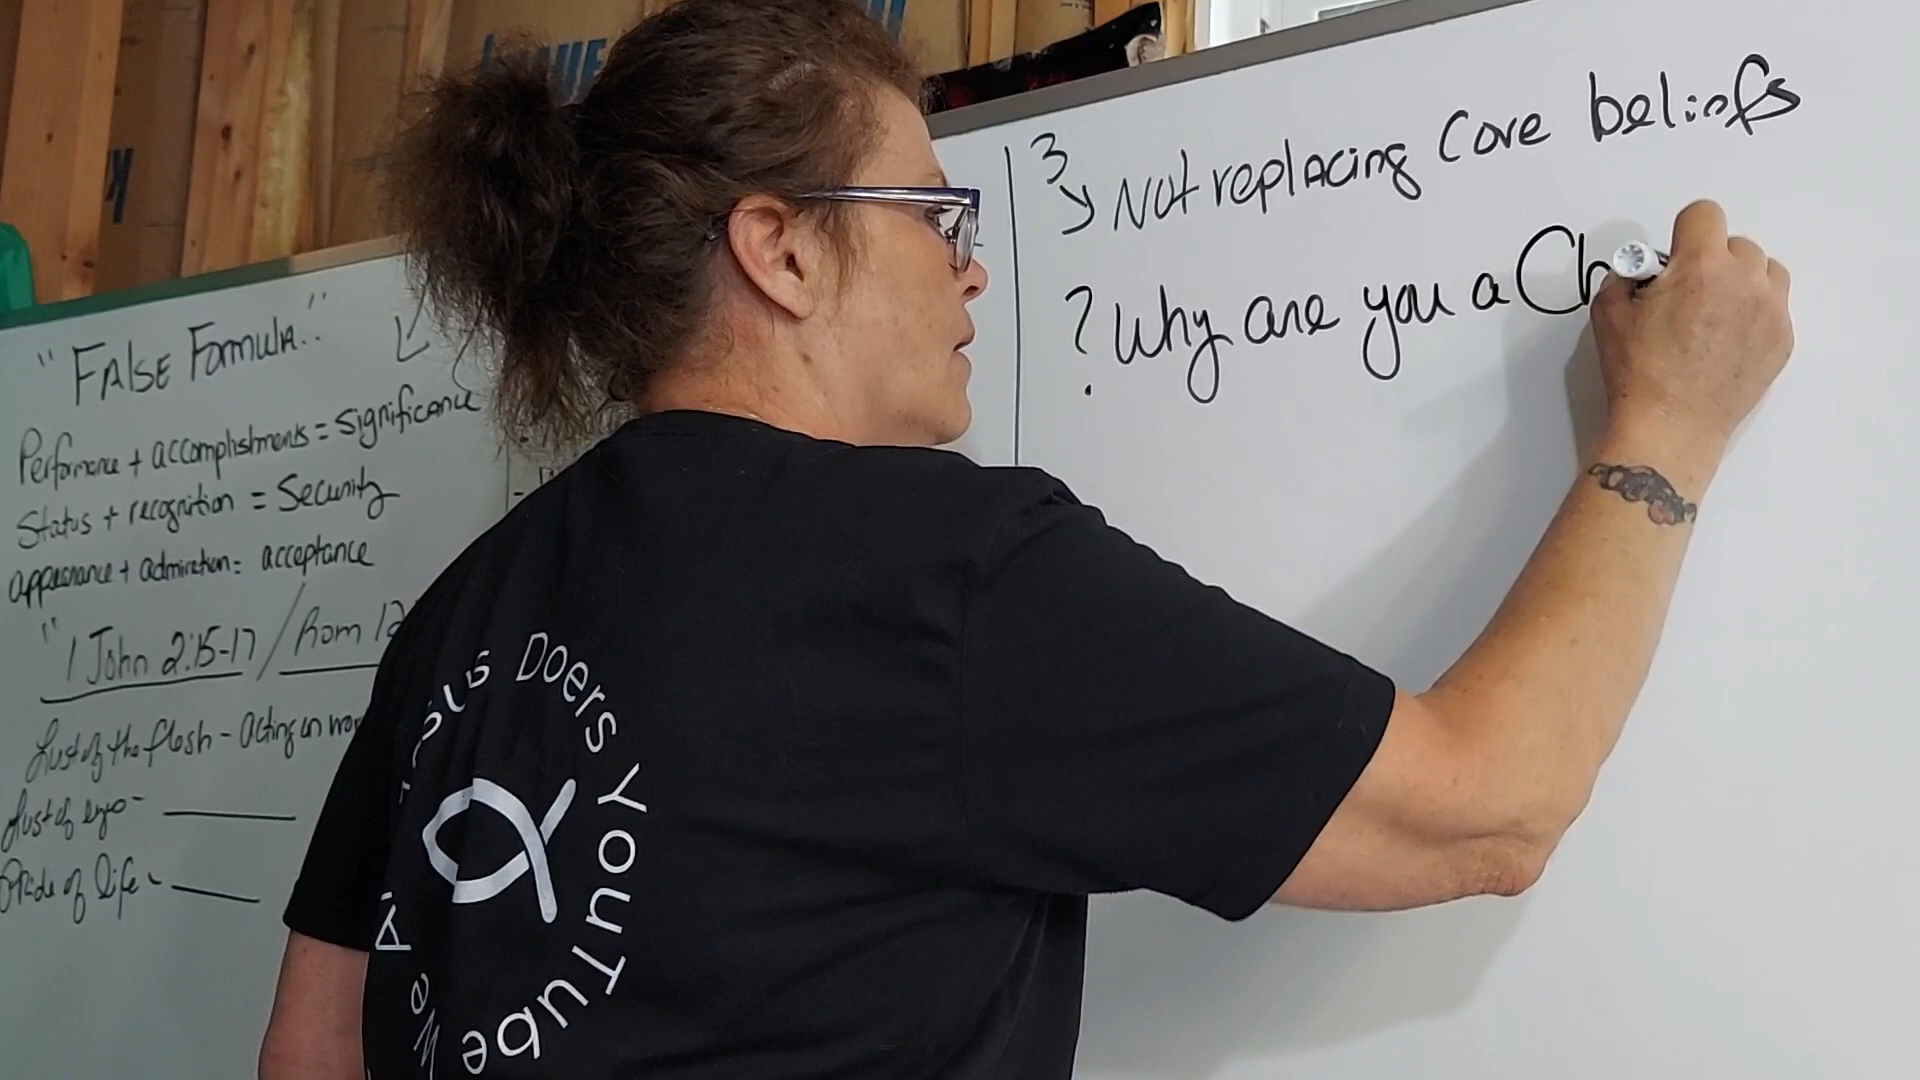 "False Formula."
Performance + accomplishments = significance
Status + recognition = Security
appearance + admiration = acceptance
" 1 John 2:15-17 / Rom 12
Lust of the flesh - acting on
Lust of eye -
Pride of life -
3
Not replacing Core beliefs
? Why are you a Ch
We A
Doers YouTube